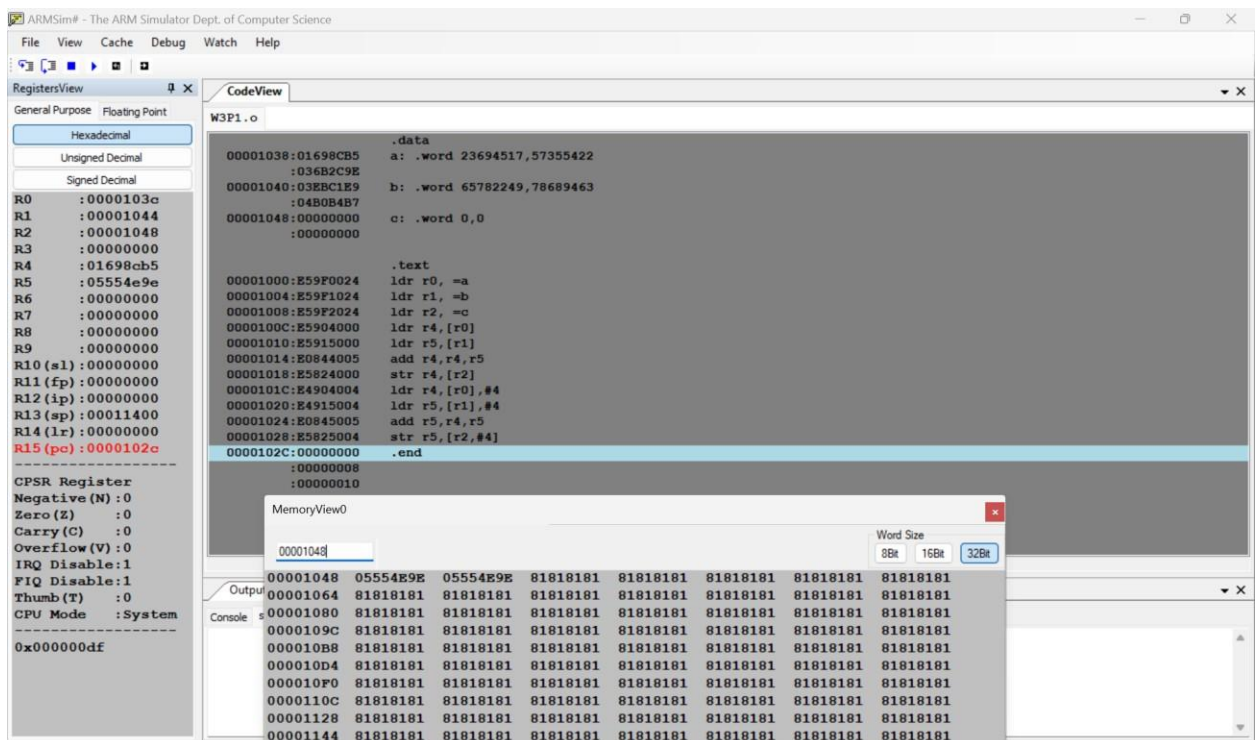 ARMSim# - The ARM Simulator Dept. of Computer Science
File View Cache Debug Watch Help
RegistersView
General Purpose Floating Point
Hexadecimal
Unsigned Decimal
Signed Decimal
R0 :0000103c
R1 :00001044
R2 :00001048
R3 :00000000
R4 :01698cb5
R5 :05554e9e
R6 :00000000
R7 :00000000
R8 :00000000
R9 :00000000
R10(sl):00000000
R11(fp):00000000
R12(ip):00000000
R13(sp):00011400
R14(lr):00000000
R15(pc):0000102c
CPSR Register
Negative(N):0
Zero(Z) :0
Carry(C) :0
Overflow(V):0
IRQ Disable:1
FIQ Disable:1
Thumb(T) :0
CPU Mode :System
0x000000df
CodeView
W3P1.o
.data
00001038:01698CB5 a: .word 23694517,57355422
:036B2C9E
00001040:03EBC1E9 b: .word 65782249,78689463
:04B0B4B7
00001048:00000000 c: .word 0,0
:00000000
.text
00001000:E59F0024 ldr r0, =a
00001004:E59F1024 ldr r1, =b
00001008:E59F2024 ldr r2, =c
0000100C:E5904000 ldr r4,[r0]
00001010:E5915000 ldr r5,[r1]
00001014:E0844005 add r4,r4,r5
00001018:E5824000 str r4,[r2]
0000101C:E4904004 ldr r4,[r0],#4
00001020:E4915004 ldr r5,[r1],#4
00001024:E0845005 add r5,r4,r5
00001028:E5825004 str r5,[r2,#4]
0000102C:00000000 .end
:00000008
:00000010
MemoryView0
00001048
Word Size
8Bit 16Bit 32Bit
00001048 05554E9E 05554E9E 81818181 81818181 81818181 81818181 81818181
00001064 81818181 81818181 81818181 81818181 81818181 81818181 81818181
00001080 81818181 81818181 81818181 81818181 81818181 81818181 81818181
0000109C 81818181 81818181 81818181 81818181 81818181 81818181 81818181
000010B8 81818181 81818181 81818181 81818181 81818181 81818181 81818181
000010D4 81818181 81818181 81818181 81818181 81818181 81818181 81818181
000010F0 81818181 81818181 81818181 81818181 81818181 81818181 81818181
0000110C 81818181 81818181 81818181 81818181 81818181 81818181 81818181
00001128 81818181 81818181 81818181 81818181 81818181 81818181 81818181
00001144 81818181 81818181 81818181 81818181 81818181 81818181 81818181
Outpu
Console s